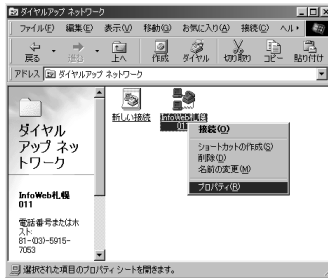 ダイヤルアップ ネットワーク
ファイル(F) 編集(E) 表示(V) 移動(G) お気に入り(A) 接続(C) ヘル
戻る 進む 上へ 作成 ダイヤル 切り取り コピー 貼り付け
アドレス ダイヤルアップ ネットワーク
ダイヤル
アップ ネッ
トワーク
InfoWeb札幌
011
電話番号またはホ
スト:
81-(03)-5915-
7053
新しい接続
InfoWeb札幌
011
接続(O)
ショートカットの作成(S)
削除(D)
名前の変更(M)
プロパティ(R)
選択された項目のプロパティ シートを開きます。